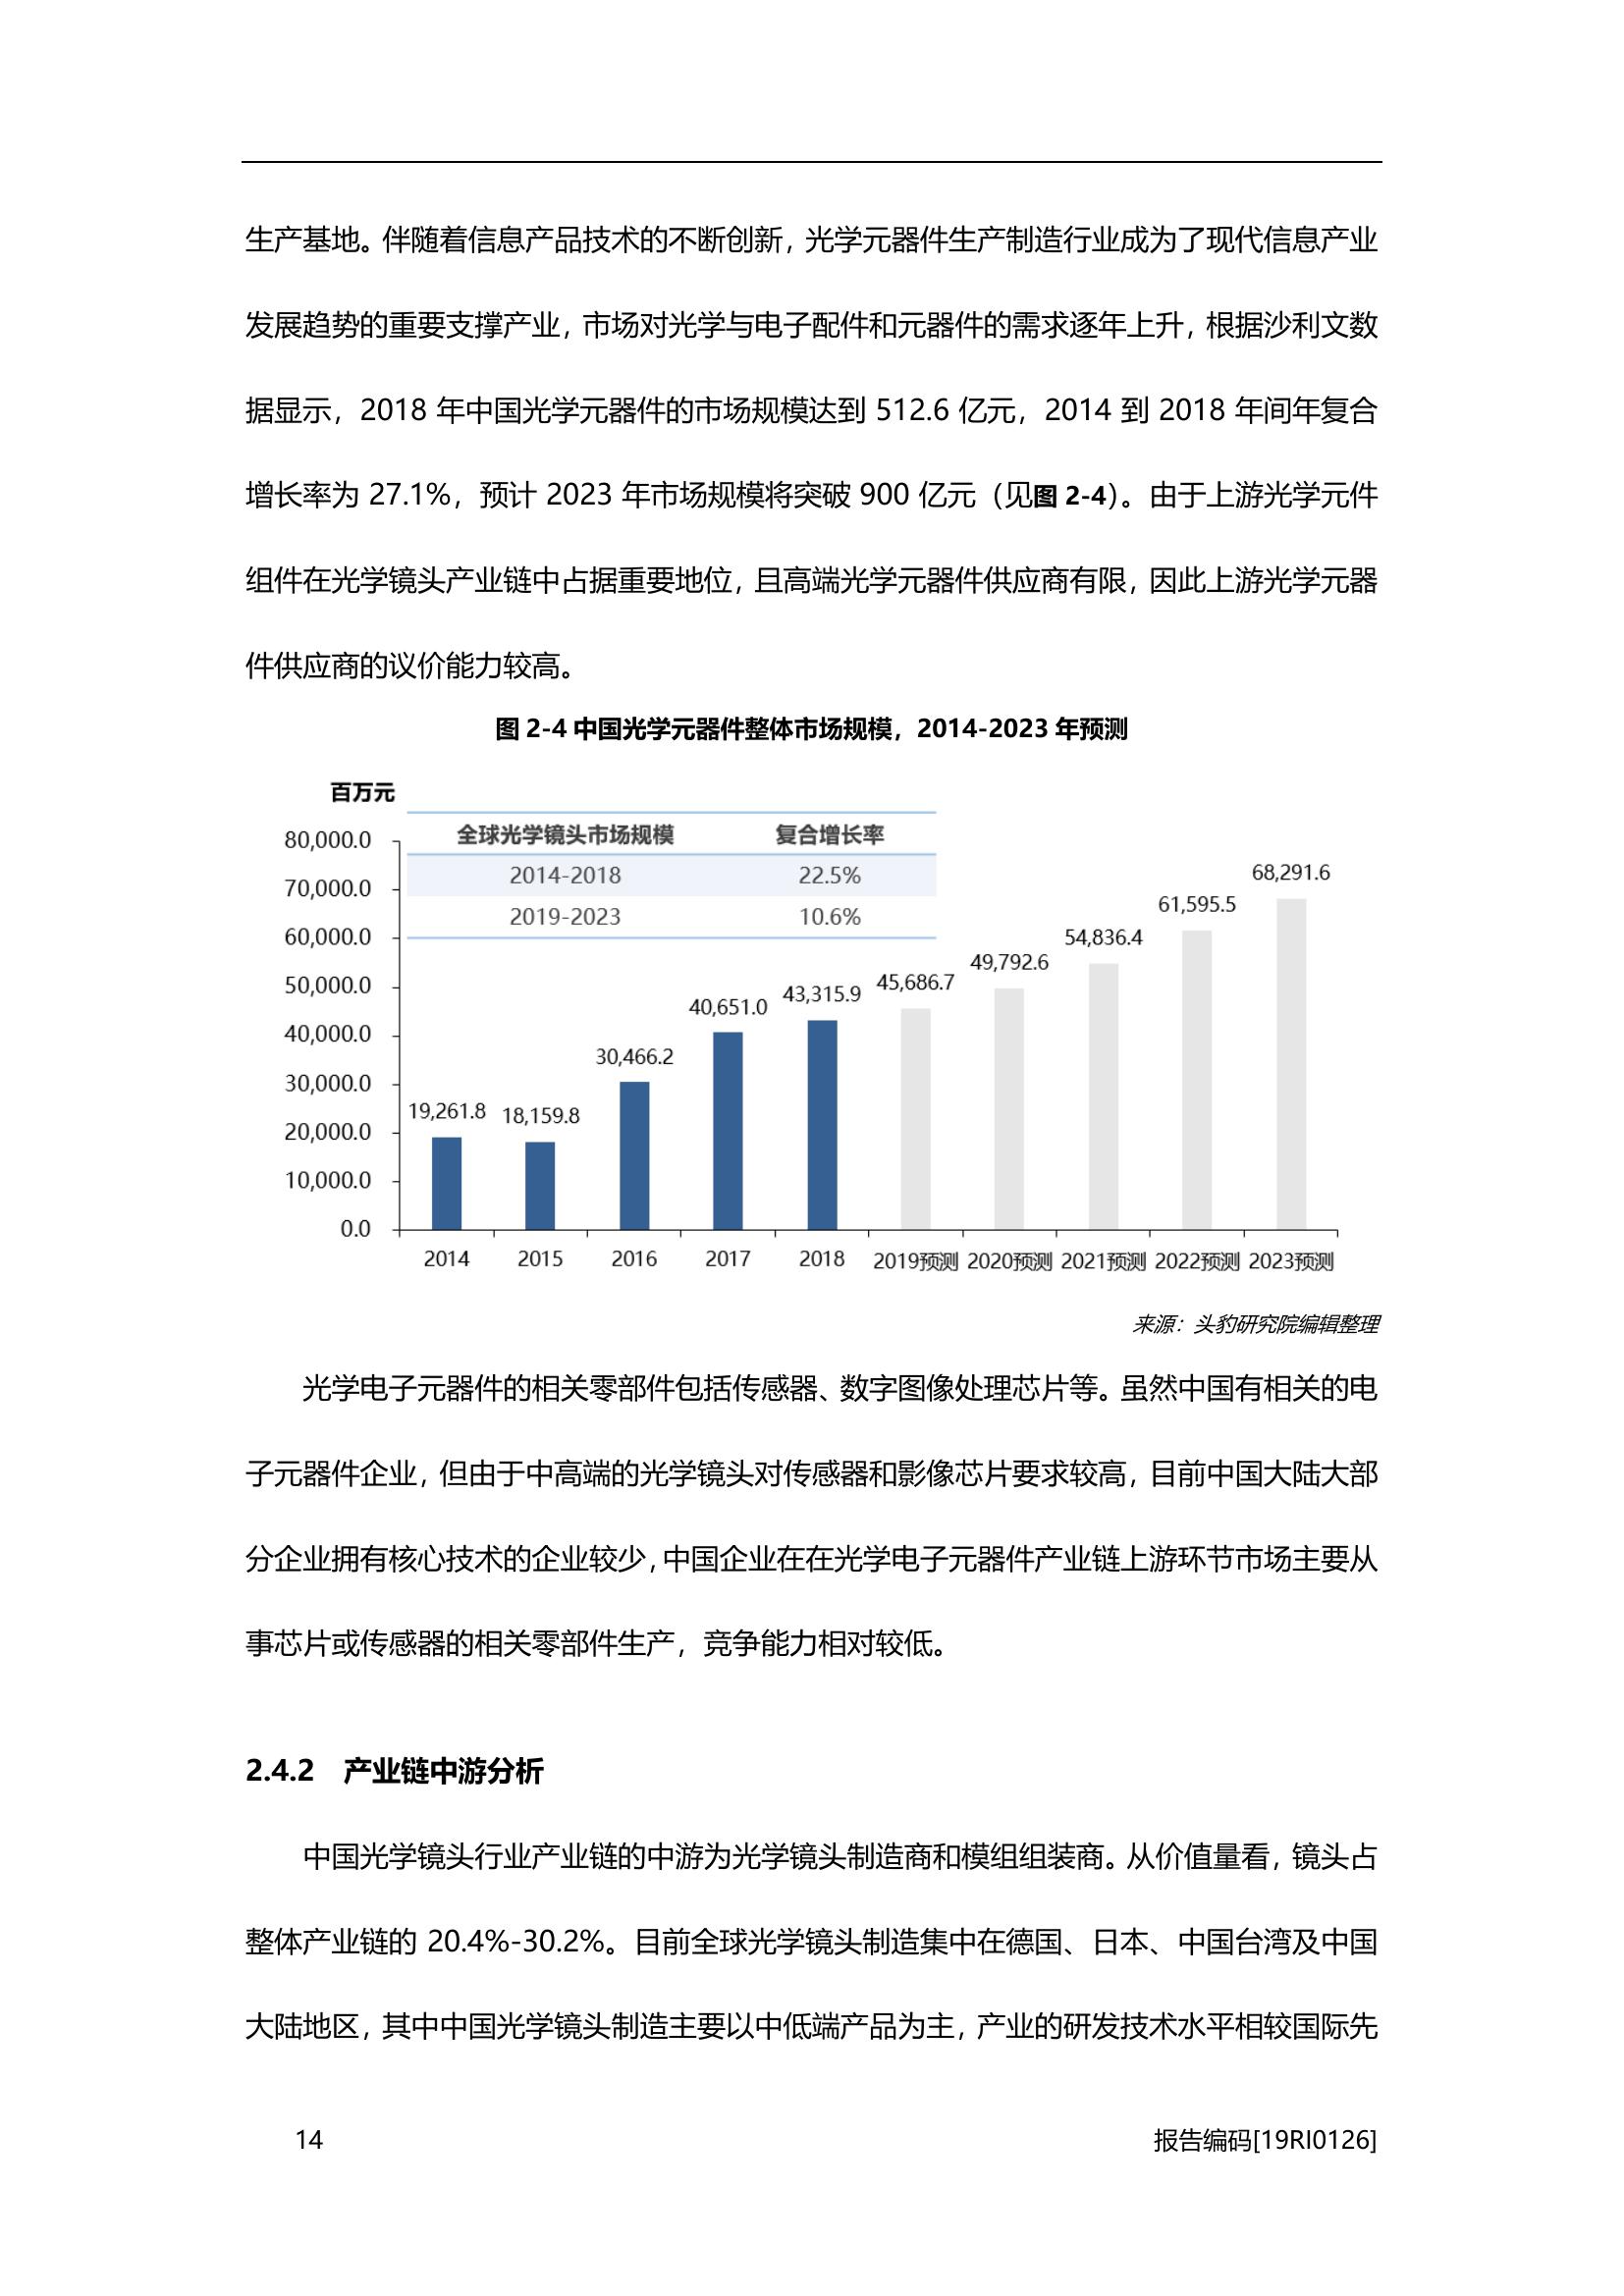 生产基地。伴随着信息产品技术的不断创新，光学元器件生产制造行业成为了现代信息产业
发展趋势的重要支撑产业，市场对光学与电子配件和元器件的需求逐年上升，根据沙利文数
据显示，2018 年中国光学元器件的市场规模达到 512.6 亿元，2014 到 2018 年间年复合
增长率为 27.1%，预计 2023 年市场规模将突破 900 亿元（见图 2-4）。由于上游光学元件
组件在光学镜头产业链中占据重要地位，且高端光学元器件供应商有限，因此上游光学元器
件供应商的议价能力较高。
图 2-4 中国光学元器件整体市场规模，2014-2023 年预测
百万元
全球光学镜头市场规模 复合增长率
2014-2018 22.5%
2019-2023 10.6%
80,000.0
70,000.0
60,000.0
50,000.0
40,000.0
30,000.0
20,000.0
10,000.0
0.0
19,261.8
18,159.8
30,466.2
40,651.0
43,315.9
45,686.7
49,792.6
54,836.4
61,595.5
68,291.6
2014 2015 2016 2017 2018 2019预测 2020预测 2021预测 2022预测 2023预测
来源：头豹研究院编辑整理
光学电子元器件的相关零部件包括传感器、数字图像处理芯片等。虽然中国有相关的电
子元器件企业，但由于中高端的光学镜头对传感器和影像芯片要求较高，目前中国大陆大部
分企业拥有核心技术的企业较少，中国企业在在光学电子元器件产业链上游环节市场主要从
事芯片或传感器的相关零部件生产，竞争能力相对较低。
2.4.2 产业链中游分析
中国光学镜头行业产业链的中游为光学镜头制造商和模组组装商。从价值量看，镜头占
整体产业链的 20.4%-30.2%。目前全球光学镜头制造集中在德国、日本、中国台湾及中国
大陆地区，其中中国光学镜头制造主要以中低端产品为主，产业的研发技术水平相较国际先
14 报告编码[19RI0126]